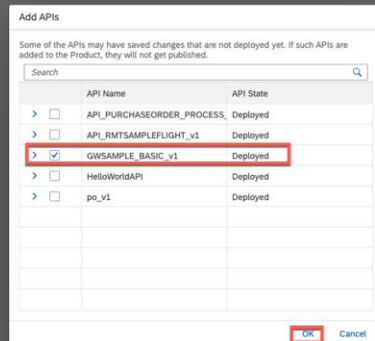 Add APIs
Some of the APIs may have saved changes that are not deployed yet. If such APIs are
added to the Product, they will not get published.
Search
API Name API State
API_PURCHASEORDER_PROCESS_ Deployed
API_RMTSAMPLEFLIGHT_v1 Deployed
GWSAMPLE_BASIC_v1 Deployed
HelloWorldAPI Deployed
po_v1 Deployed
OK Cancel